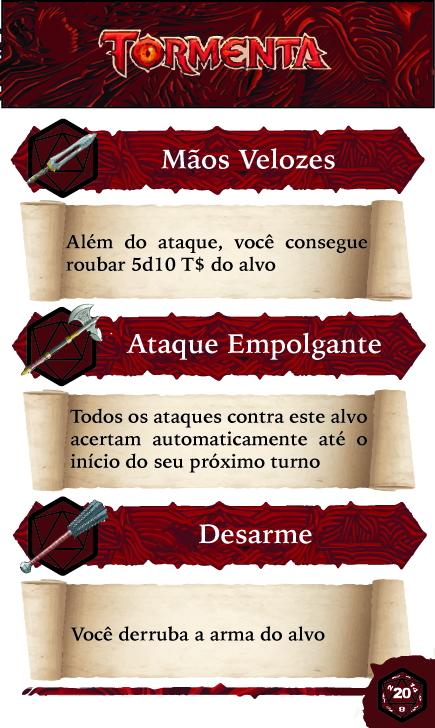 TORMENTA
Mãos Velozes
Além do ataque, você consegue
roubar 5d10 T$ do alvo
Ataque Empolgante
Todos os ataques contra este alvo
acertam automaticamente até o
início do seu próximo turno
Desarme
Você derruba a arma do alvo
20